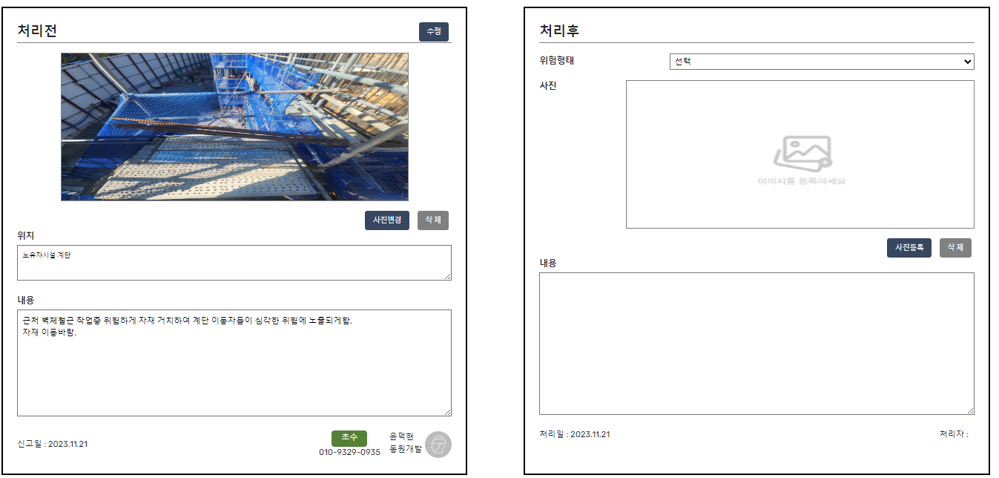 처리전
수정
사진변경
삭 제
위치
노유자시설 계단
내용
근처 벽체철근 작업중 위험하게 자재 거치하여 계단 이동자들이 심각한 위험에 노출되게함.
자재 이동바람.
신고일 : 2023.11.21
초수
010-9329-0935
윤덕현
동원개발
처리후
위험형태
선택
사진
이미지를 등록하세요
사진등록
삭 제
내용
처리일 : 2023.11.21
처리자 :